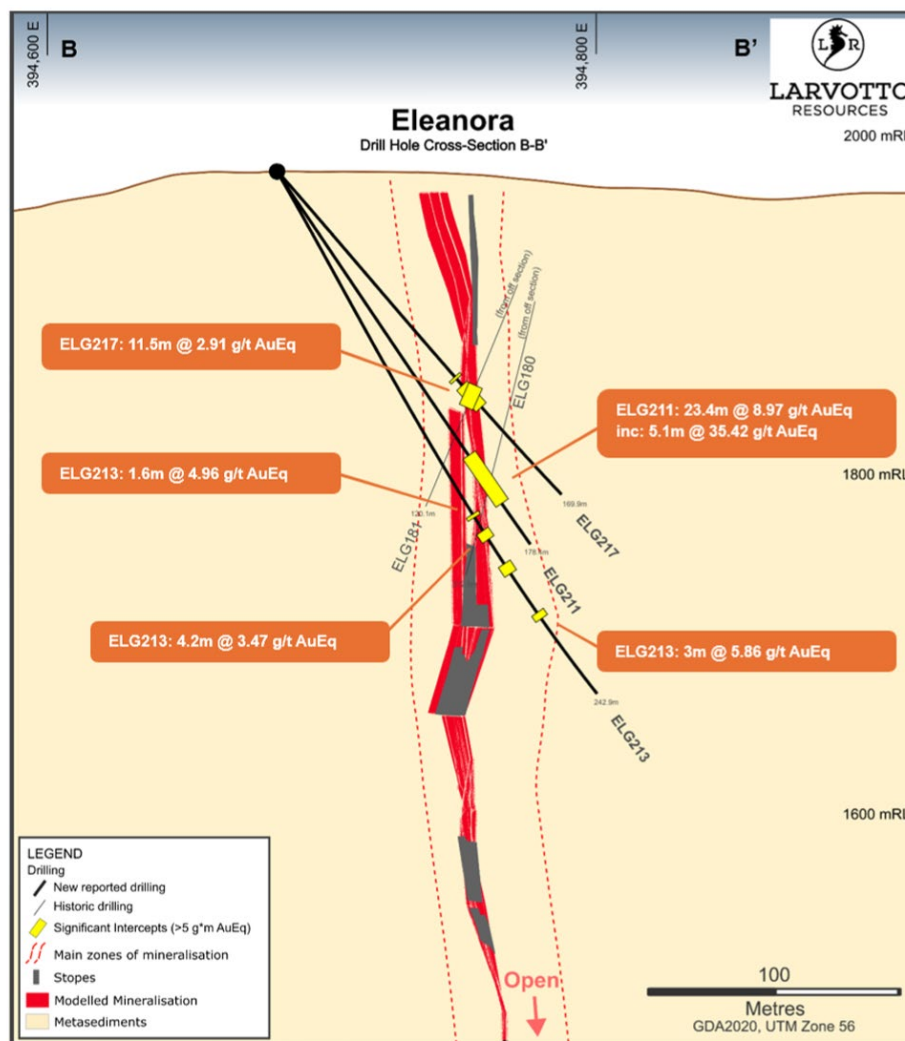 394,600 E
B
394,800 E
B'
L R
LARVOTTO
RESOURCES
Eleanora
Drill Hole Cross-Section B-B'
2000 mRL
(from off section)
(from off section)
ELG180
ELG217: 11.5m @ 2.91 g/t AuEq
ELG211: 23.4m @ 8.97 g/t AuEq
inc: 5.1m @ 35.42 g/t AuEq
ELG213: 1.6m @ 4.96 g/t AuEq
1800 mRL
120.1m
ELG181
169.9m
ELG217
ELG211
ELG213: 4.2m @ 3.47 g/t AuEq
ELG213: 3m @ 5.86 g/t AuEq
242.9m
ELG213
1600 mRL
LEGEND
Drilling
New reported drilling
Historic drilling
Significant Intercepts (>5 g*m AuEq)
Main zones of mineralisation
Stopes
Modelled Mineralisation
Metasediments
Open
100
Metres
GDA2020, UTM Zone 56